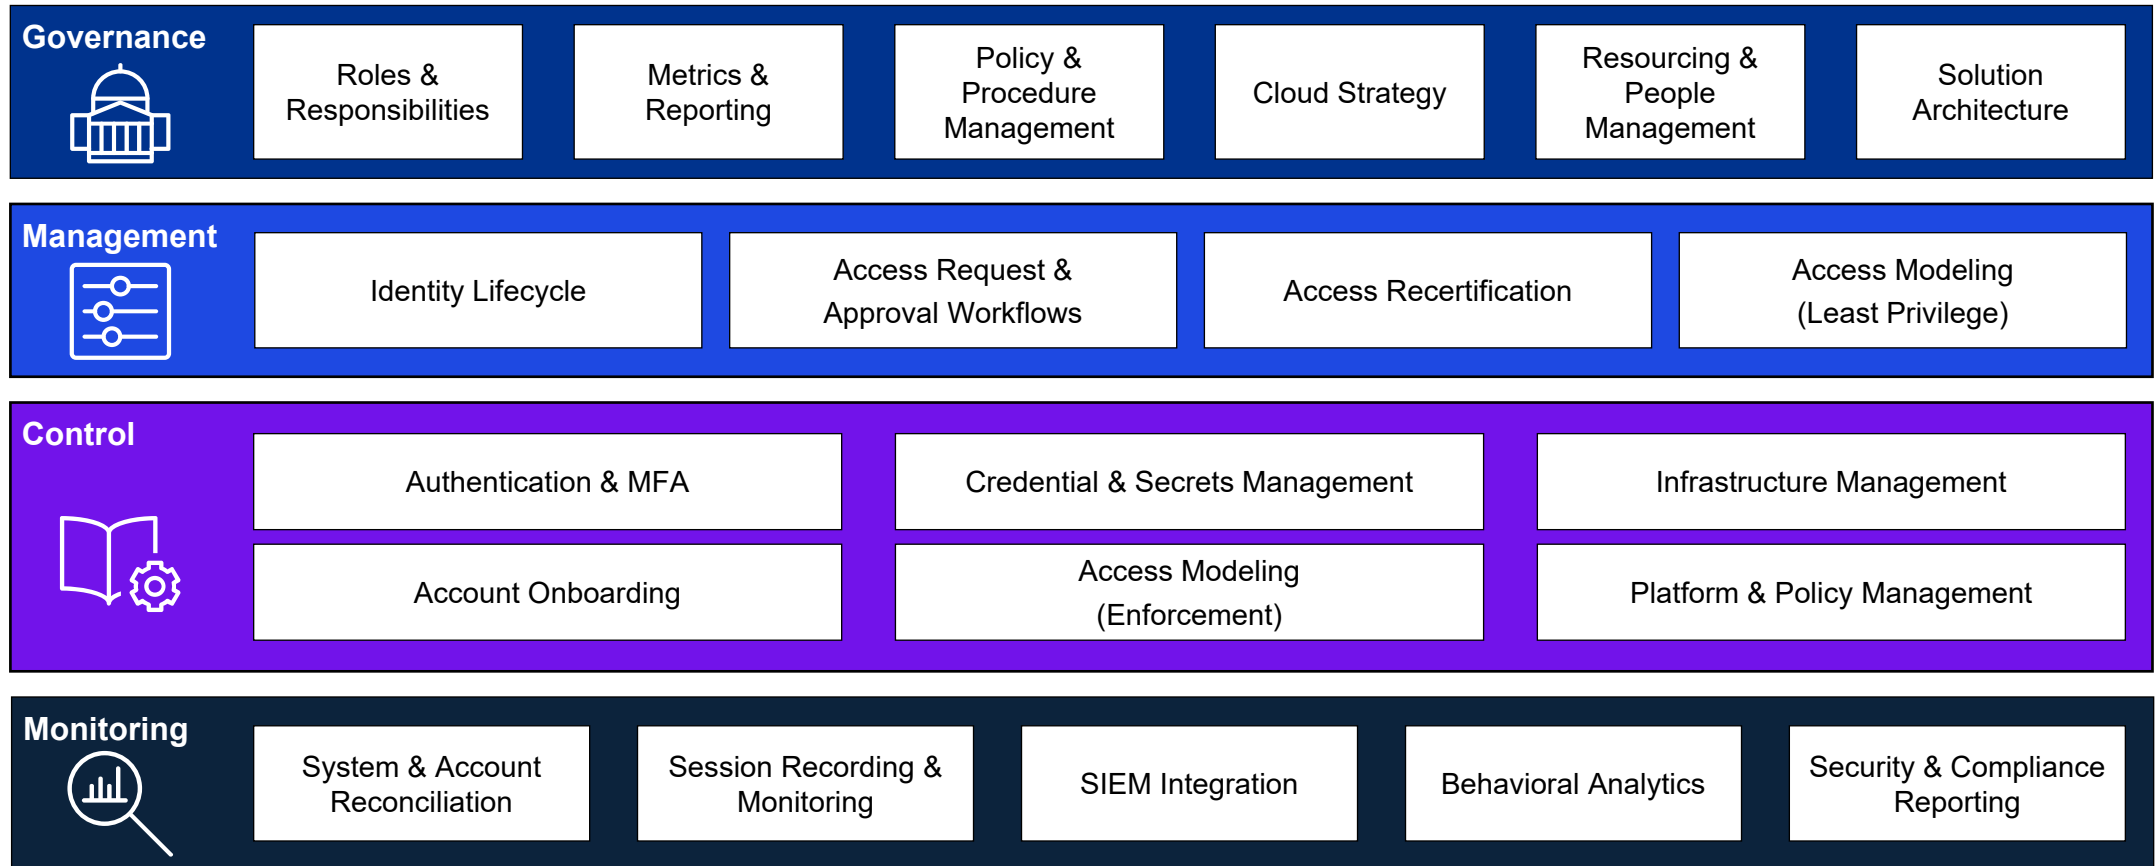 Governance
Roles &
Responsibilities
Metrics &
Reporting
Policy &
Procedure
Management
Cloud Strategy
Resourcing &
People
Management
Solution
Architecture
Management
Identity Lifecycle
Access Request &
Approval Workflows
Access Recertification
Access Modeling
(Least Privilege)
Control
Authentication & MFA
Credential & Secrets Management
Infrastructure Management
Account Onboarding
Access Modeling
(Enforcement)
Platform & Policy Management
Monitoring
System & Account
Reconciliation
Session Recording &
Monitoring
SIEM Integration
Behavioral Analytics
Security & Compliance
Reporting